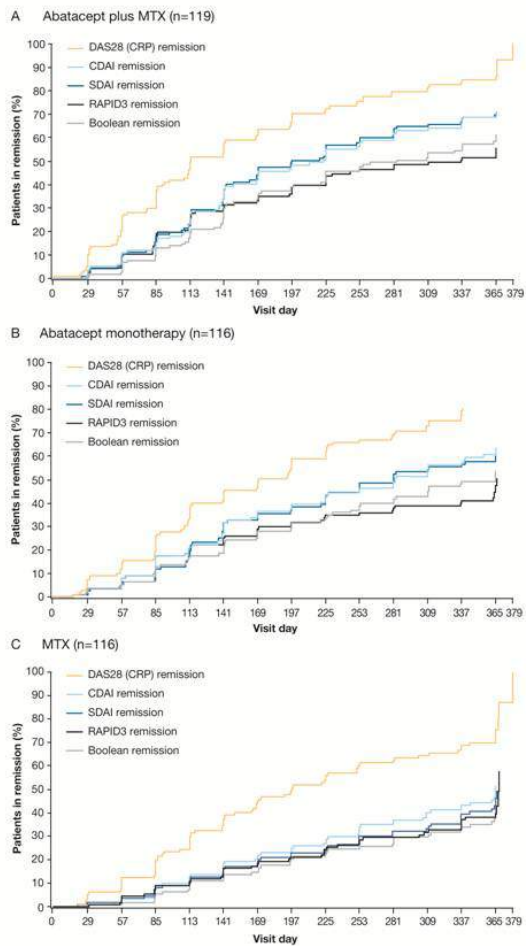 A Abatacept plus MTX (n=119)
DAS28 (CRP) remission
CDAI remission
SDAI remission
RAPID3 remission
Boolean remission
Patients in remission (%)
100
90
80
70
60
50
40
30
20
10
0
0 29 57 85 113 141 169 197 225 253 281 309 337 365 379
Visit day
B Abatacept monotherapy (n=116)
DAS28 (CRP) remission
CDAI remission
SDAI remission
RAPID3 remission
Boolean remission
Patients in remission (%)
100
90
80
70
60
50
40
30
20
10
0
0 29 57 85 113 141 169 197 225 253 281 309 337 365 379
Visit day
C MTX (n=116)
DAS28 (CRP) remission
CDAI remission
SDAI remission
RAPID3 remission
Boolean remission
Patients in remission (%)
100
90
80
70
60
50
40
30
20
10
0
0 29 57 85 113 141 169 197 225 253 281 309 337 365 379
Visit day